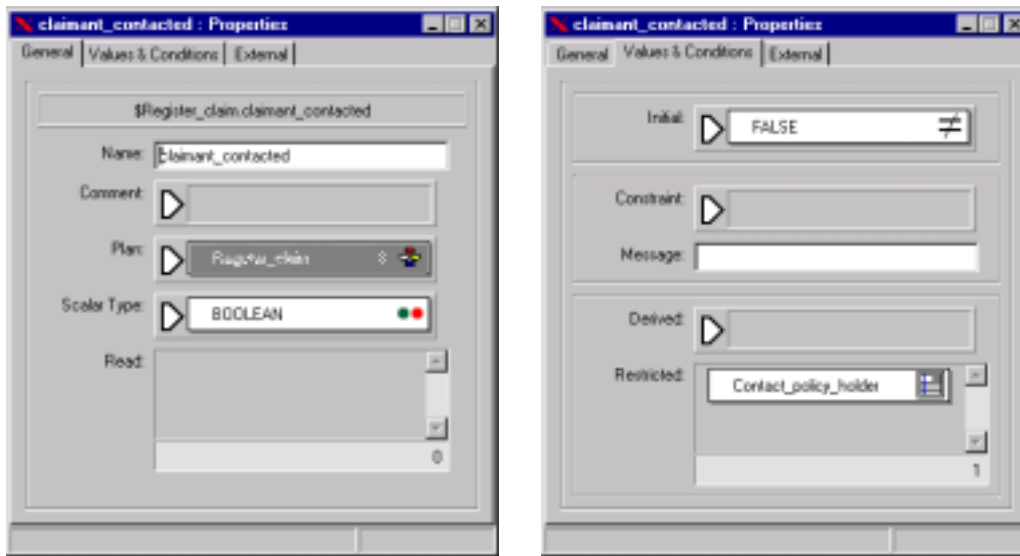 claimant_contacted : Properties
General Values & Conditions External
$Register_claim.claimant_contacted
Name: claimant_contacted
Comment:
Plan: Register_claim
Scalar Type: BOOLEAN
Read:
0
claimant_contacted : Properties
General Values & Conditions External
Initial: FALSE ≠
Constraint:
Message:
Derived:
Restricted: Contact_policy_holder
1